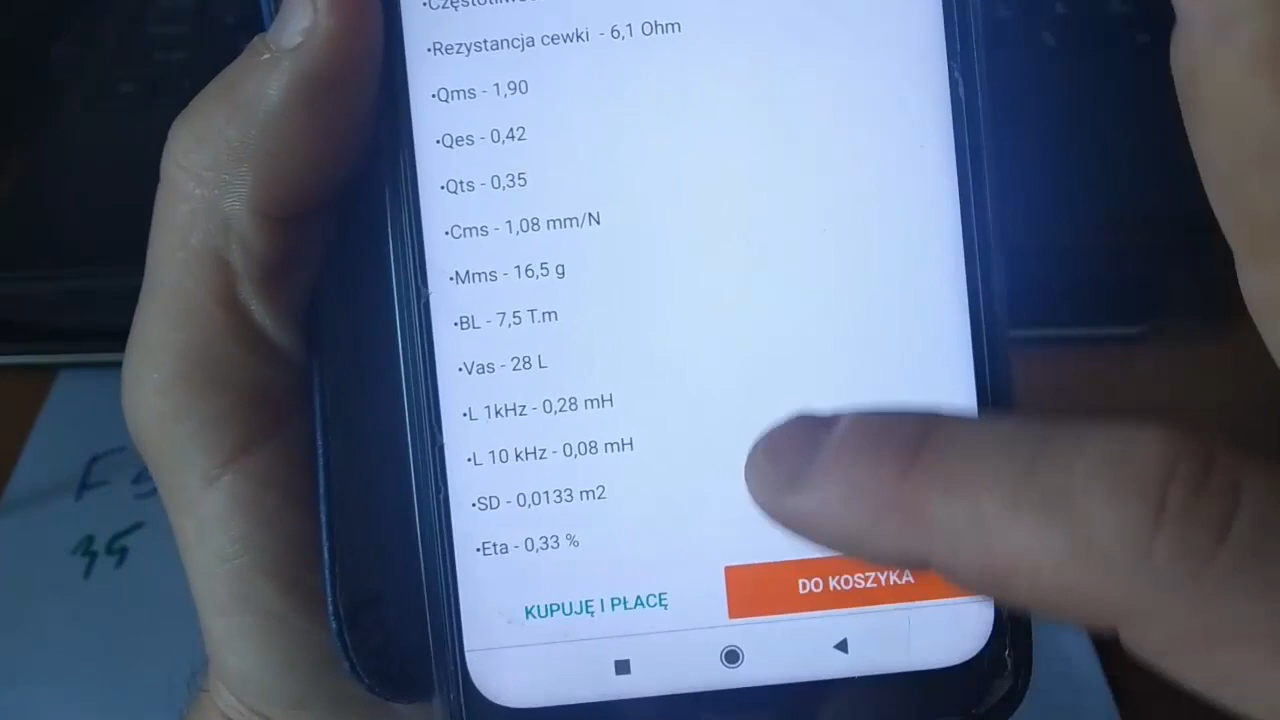 •Rezystancja cewki - 6,1 Ohm
•Qms - 1,90
•Qes - 0,42
•Qts - 0,35
•Cms - 1,08 mm/N
•Mms - 16,5 g
•BL - 7,5 T.m
•Vas - 28 L
•L 1kHz - 0,28 mH
•L 10 kHz - 0,08 mH
•SD - 0,0133 m2
•Eta - 0,33 %
KUPUJĘ I PŁACĘ
DO KOSZYKA